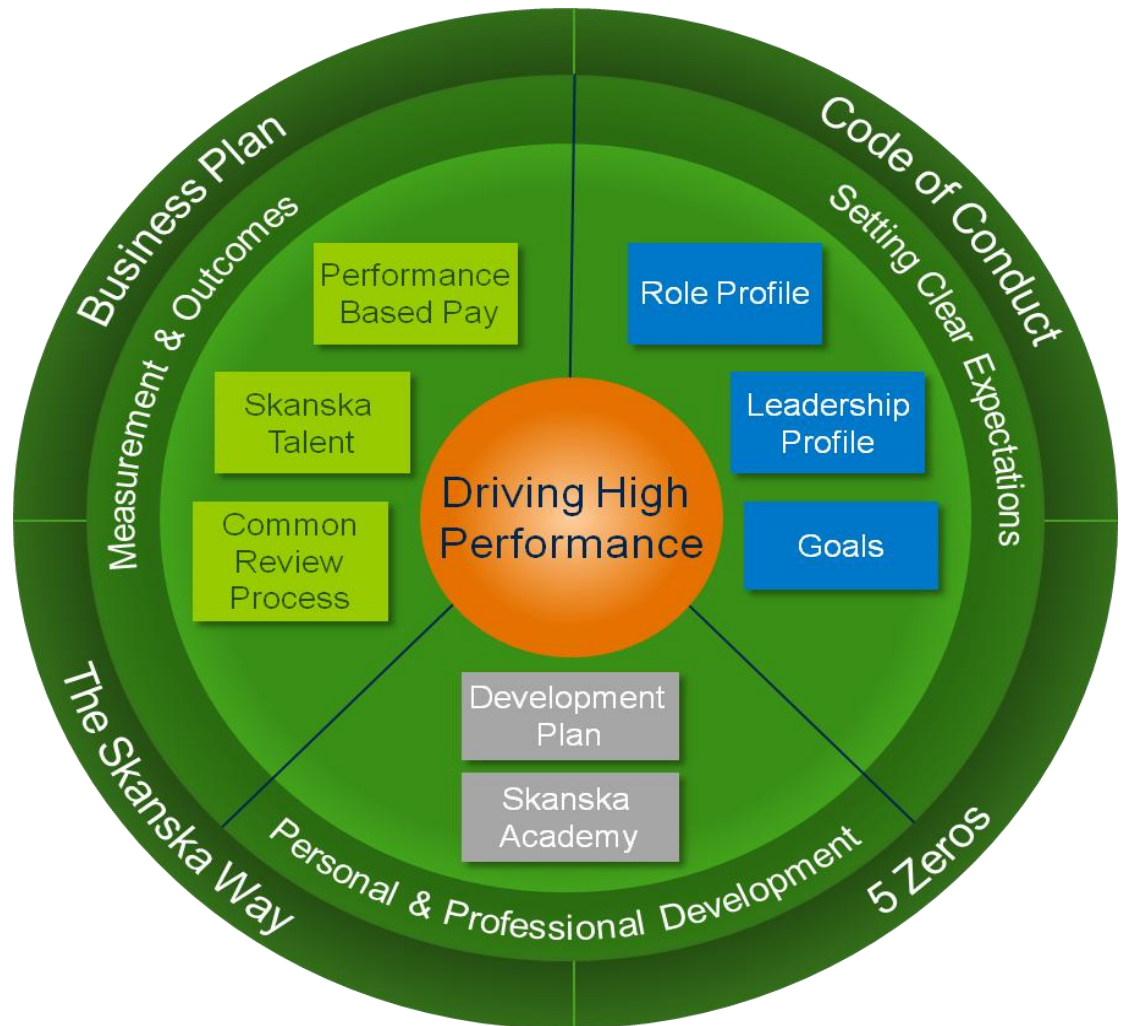 Business Plan
Code of Conduct
Measurement & Outcomes
Setting Clear Expectations
Performance
Based Pay
Role Profile
Skanska
Talent
Leadership
Profile
Common
Review
Process
Driving High
Performance
Goals
Development
Plan
Skanska
Academy
Personal & Professional Development
The Skanska Way
5 Zeros